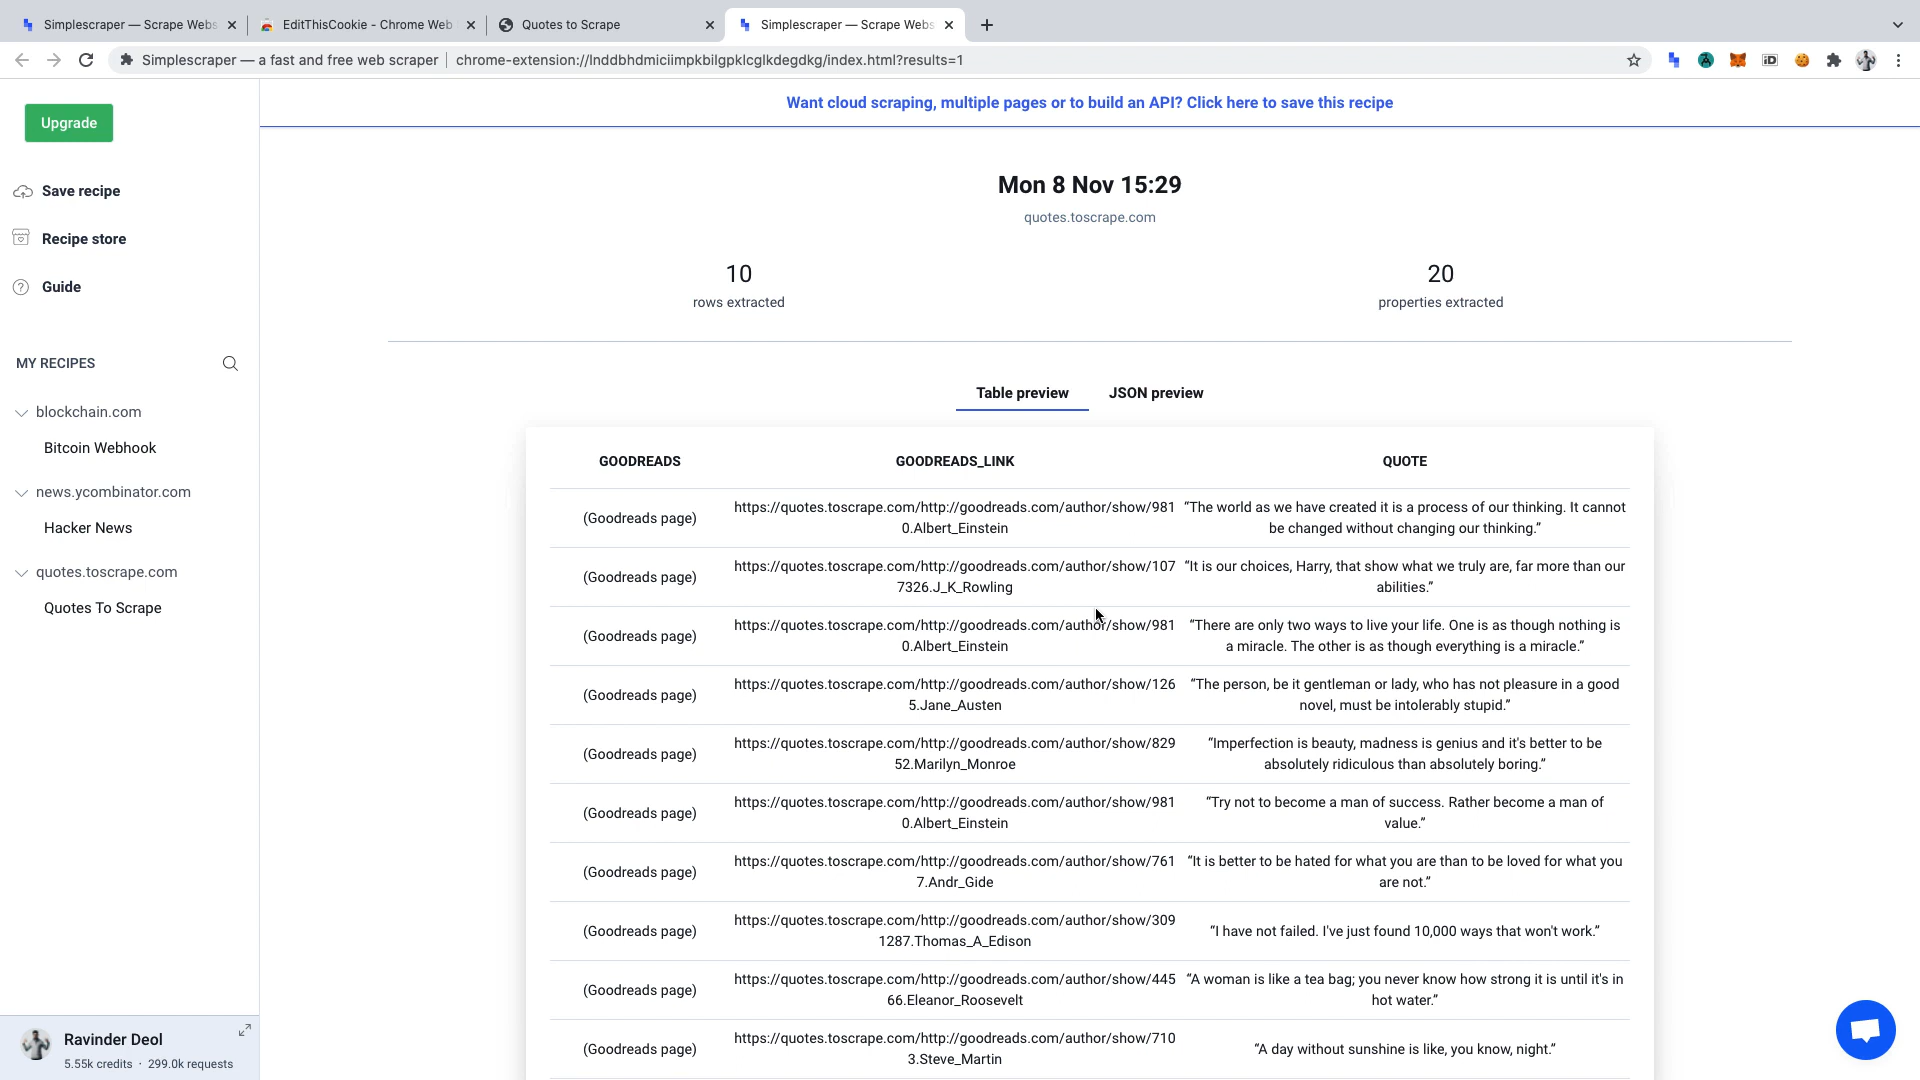 Simplescraper — Scrape Webs
EditThisCookie - Chrome Web
Quotes to Scrape
Simplescraper — Scrape Webs
Simplescraper — a fast and free web scraper
chrome-extension://lnddbhdmiciimpkbilgpklcglkdegdkg/index.html?results=1
Upgrade
Save recipe
Recipe store
Guide
MY RECIPES
blockchain.com
Bitcoin Webhook
news.ycombinator.com
Hacker News
quotes.toscrape.com
Quotes To Scrape
Ravinder Deol
5.55k credits · 299.0k requests
Want cloud scraping, multiple pages or to build an API? Click here to save this recipe
Mon 8 Nov 15:29
quotes.toscrape.com
10
rows extracted
20
properties extracted
Table preview
JSON preview
GOODREADS
GOODREADS_LINK
QUOTE
(Goodreads page)
https://quotes.toscrape.com/http://goodreads.com/author/show/981
0.Albert_Einstein
“The world as we have created it is a process of our thinking. It cannot
be changed without changing our thinking.”
(Goodreads page)
https://quotes.toscrape.com/http://goodreads.com/author/show/107
7326.J_K_Rowling
“It is our choices, Harry, that show what we truly are, far more than our
abilities.”
(Goodreads page)
https://quotes.toscrape.com/http://goodreads.com/author/show/981
0.Albert_Einstein
“There are only two ways to live your life. One is as though nothing is
a miracle. The other is as though everything is a miracle.”
(Goodreads page)
https://quotes.toscrape.com/http://goodreads.com/author/show/126
5.Jane_Austen
“The person, be it gentleman or lady, who has not pleasure in a good
novel, must be intolerably stupid.”
(Goodreads page)
https://quotes.toscrape.com/http://goodreads.com/author/show/829
52.Marilyn_Monroe
“Imperfection is beauty, madness is genius and it's better to be
absolutely ridiculous than absolutely boring.”
(Goodreads page)
https://quotes.toscrape.com/http://goodreads.com/author/show/981
0.Albert_Einstein
“Try not to become a man of success. Rather become a man of
value.”
(Goodreads page)
https://quotes.toscrape.com/http://goodreads.com/author/show/761
7.Andr_Gide
“It is better to be hated for what you are than to be loved for what you
are not.”
(Goodreads page)
https://quotes.toscrape.com/http://goodreads.com/author/show/309
1287.Thomas_A_Edison
“I have not failed. I've just found 10,000 ways that won't work.”
(Goodreads page)
https://quotes.toscrape.com/http://goodreads.com/author/show/445
66.Eleanor_Roosevelt
“A woman is like a tea bag; you never know how strong it is until it's in
hot water.”
(Goodreads page)
https://quotes.toscrape.com/http://goodreads.com/author/show/710
3.Steve_Martin
“A day without sunshine is like, you know, night.”